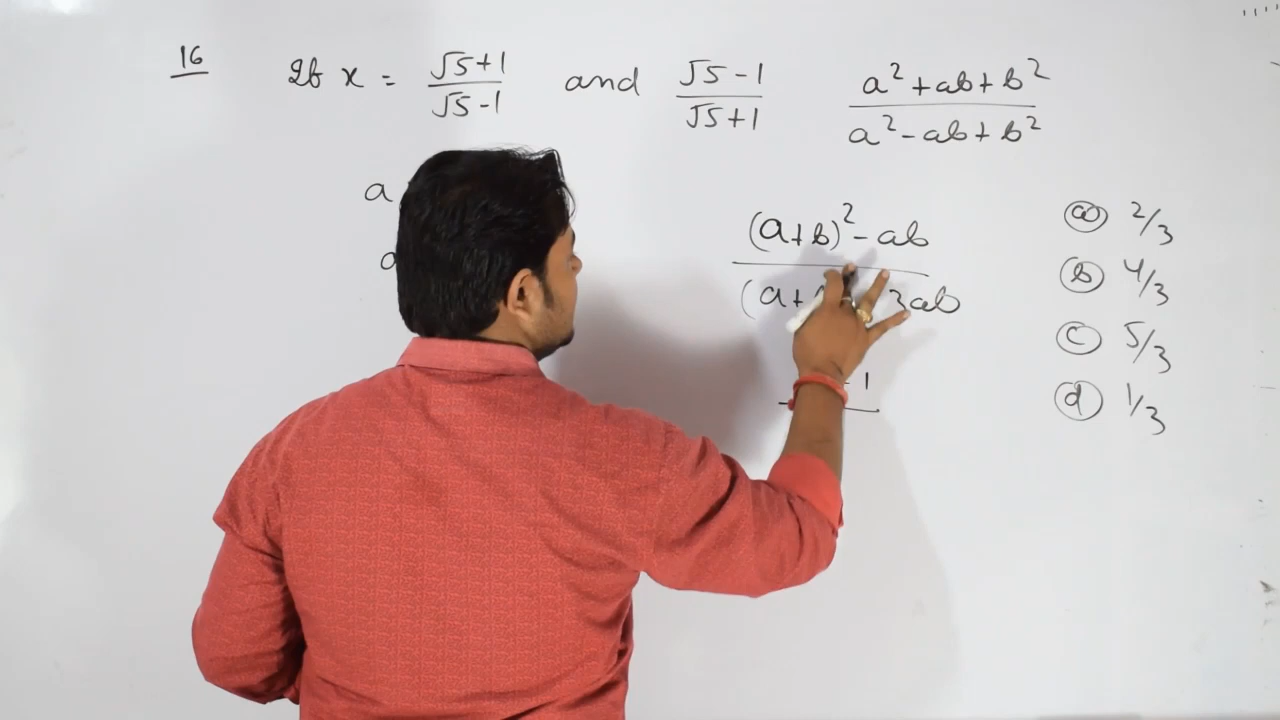 16
If x = √5+1/√5-1 and √5-1/√5+1 a²+ab+b²/a²-ab+b²
a
(a+b)²-ab
(a+ 3ab
- 1
ⓐ 2/3
ⓑ 4/3
ⓒ 5/3
ⓓ 1/3